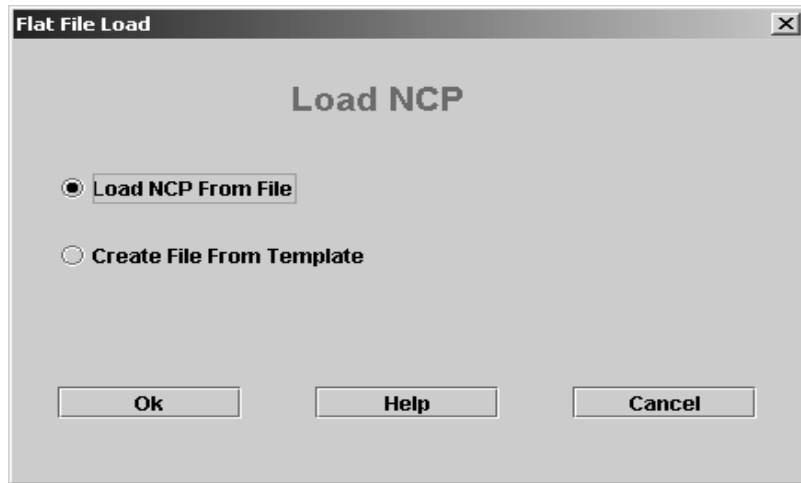 Flat File Load
Load NCP
Load NCP From File
Create File From Template
Ok Help Cancel